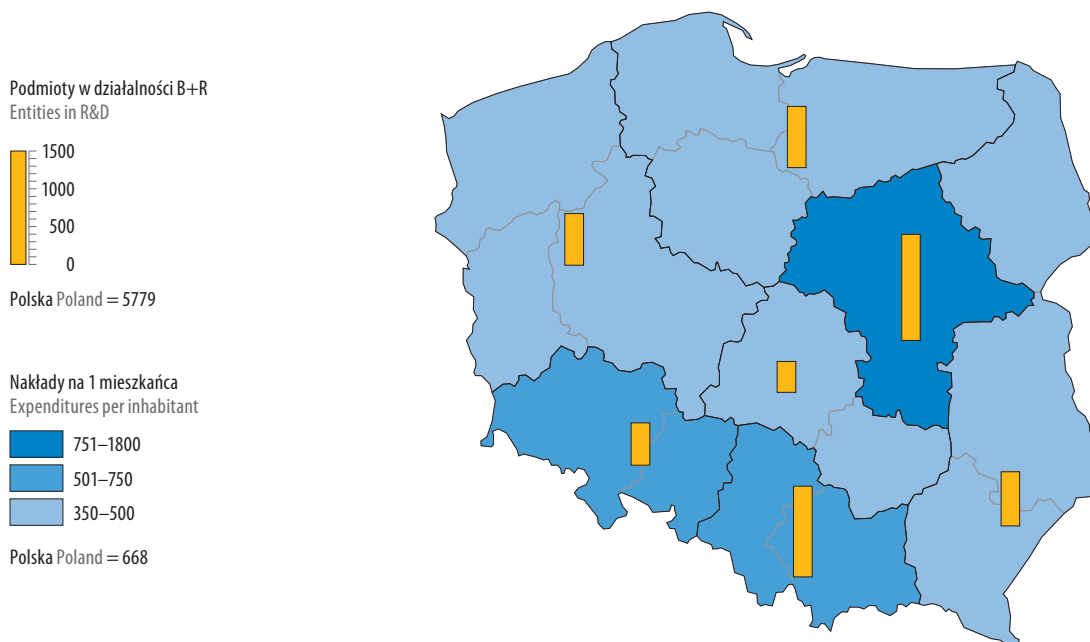 Podmioty w działalności B+R
Entities in R&D
1500
1000
500
0
Polska Poland = 5779
Nakłady na 1 mieszkańca
Expenditures per inhabitant
751–1800
501–750
350–500
Polska Poland = 668